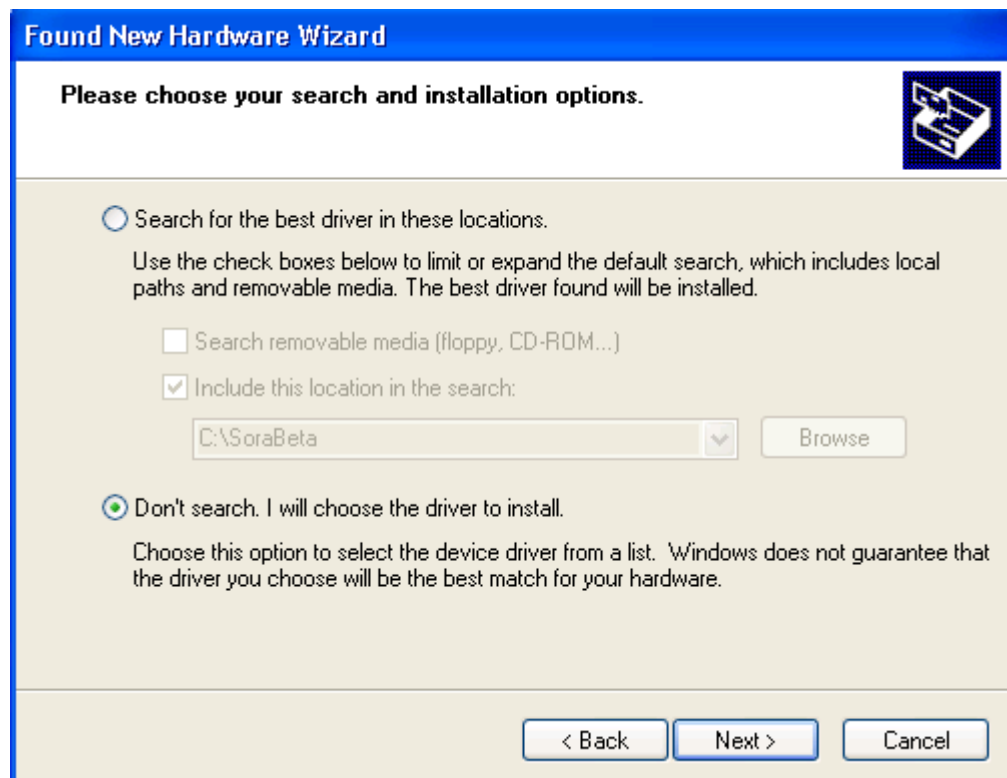 Found New Hardware Wizard
Please choose your search and installation options.
Search for the best driver in these locations.
Use the check boxes below to limit or expand the default search, which includes local
paths and removable media. The best driver found will be installed.
Search removable media (floppy, CD-ROM...)
Include this location in the search:
C:\SoraBeta
Browse
Don't search. I will choose the driver to install.
Choose this option to select the device driver from a list. Windows does not guarantee that
the driver you choose will be the best match for your hardware.
< Back
Next >
Cancel